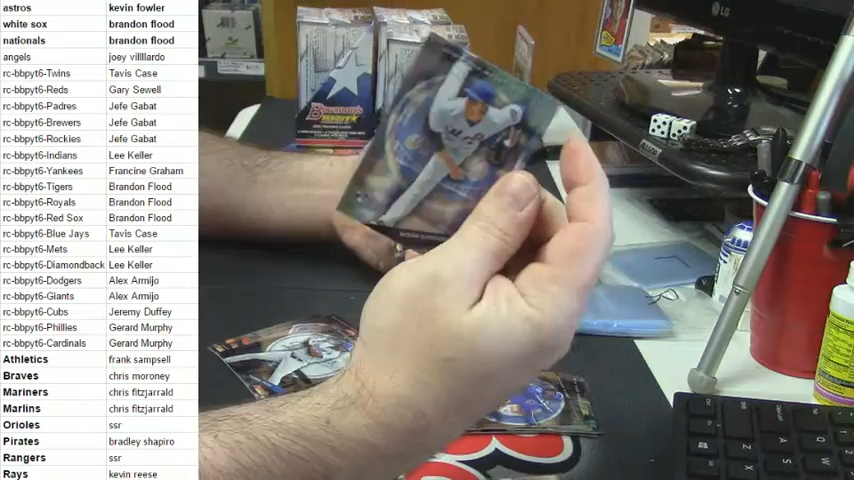 astros kevin fowler
white sox brandon flood
nationals brandon flood
angels joey villlardo
rc-bbpyt6-Twins Tavis Case
rc-bbpyt6-Reds Gary Sewell
rc-bbpyt6-Padres Jefe Gabat
rc-bbpyt6-Brewers Jefe Gabat
rc-bbpyt6-Rockies Jefe Gabat
rc-bbpyt6-Indians Lee Keller
rc-bbpyt6-Yankees Francine Graham
rc-bbpyt6-Tigers Brandon Flood
rc-bbpyt6-Royals Brandon Flood
rc-bbpyt6-Red Sox Brandon Flood
rc-bbpyt6-Blue Jays Tavis Case
rc-bbpyt6-Mets Lee Keller
rc-bbpyt6-Diamondback Lee Keller
rc-bbpyt6-Dodgers Alex Armijo
rc-bbpyt6-Giants Alex Armijo
rc-bbpyt6-Cubs Jeremy Duffey
rc-bbpyt6-Phillies Gerard Murphy
rc-bbpyt6-Cardinals Gerard Murphy
Athletics frank sampsell
Braves chris moroney
Mariners chris fitzjarrald
Marlins chris fitzjarrald
Orioles ssr
Pirates bradley shapiro
Rangers ssr
Rays kevin reese
LG
Bowman's
BEST